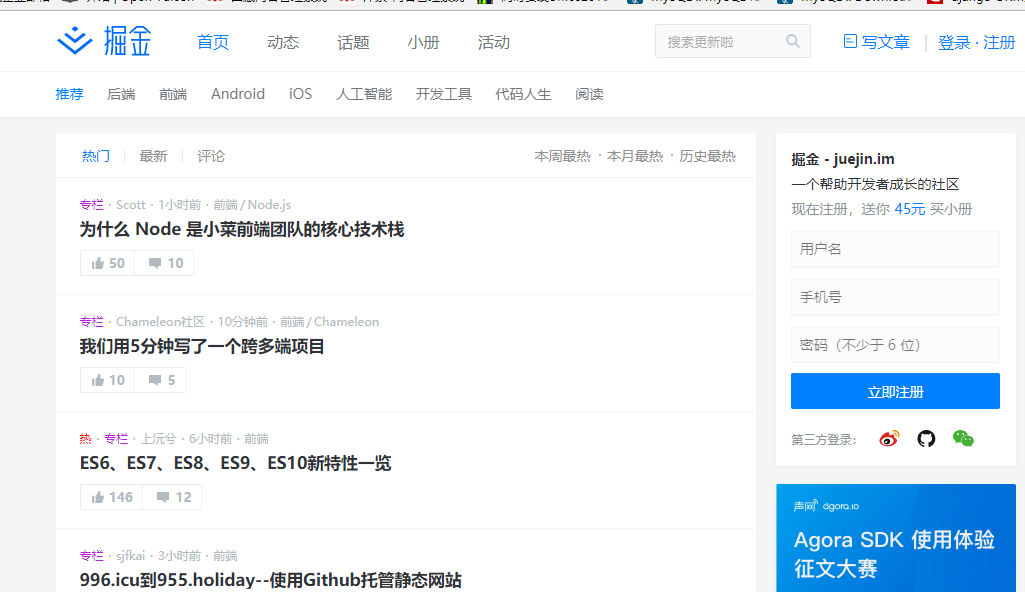 掘金 首页 动态 话题 小册 活动 搜索更新啦 写文章 登录 · 注册
推荐 后端 前端 Android iOS 人工智能 开发工具 代码人生 阅读
热门 最新 评论 本周最热 · 本月最热 · 历史最热
专栏 · Scott · 1小时前 · 前端 / Node.js
为什么 Node 是小菜前端团队的核心技术栈
50 10
专栏 · Chameleon社区 · 10分钟前 · 前端 / Chameleon
我们用5分钟写了一个跨多端项目
10 5
热 · 专栏 · 上沅兮 · 6小时前 · 前端
ES6、ES7、ES8、ES9、ES10新特性一览
146 12
专栏 · sjfkai · 3小时前 · 前端
996.icu到955.holiday--使用Github托管静态网站
掘金 - juejin.im
一个帮助开发者成长的社区
现在注册，送你 45元 买小册
用户名
手机号
密码（不少于 6 位）
立即注册
第三方登录：
声网 agora.io
Agora SDK 使用体验
征文大赛